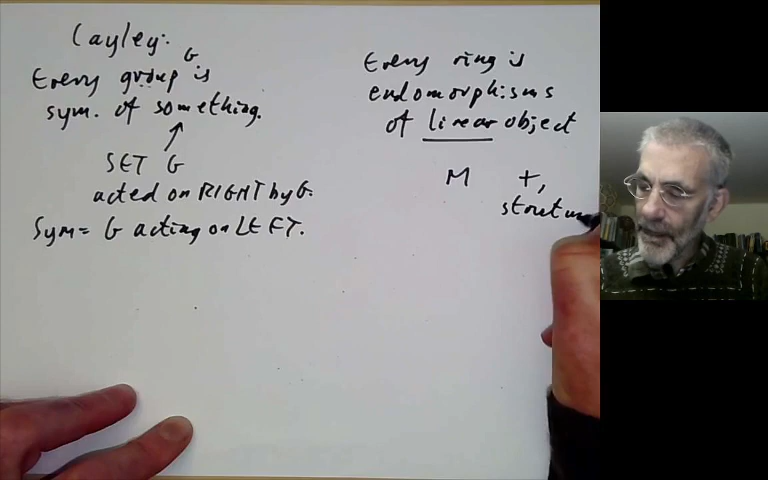 Cayley:
G
Every group is
sym. of something.
SET G
acted on RIGHT by G.
Sym = G acting on LEFT.
Every ring is
endomorphisms
of linear object
M +,